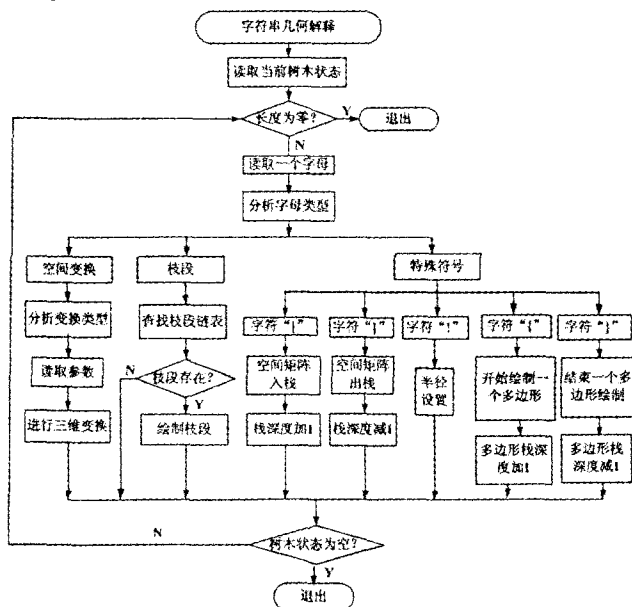 字符串几何解释
读取当前树木状态
长度为零？
Y
退出
N
读取一个字母
分析字母类型
空间变换
枝段
特殊符号
分析变换类型
查找枝段链表
字符“[”
字符“]”
字符“!”
字符“{”
字符“}”
读取参数
N
枝段存在？
空间矩阵
入栈
空间矩阵
出栈
半径
设置
开始绘制一
个多边形
结束一个多
边形绘制
Y
进行三维变换
绘制枝段
栈深度加1
栈深度减1
多边形栈深
度加1
多边形栈
深度减1
N
树木状态为空？
Y
退出